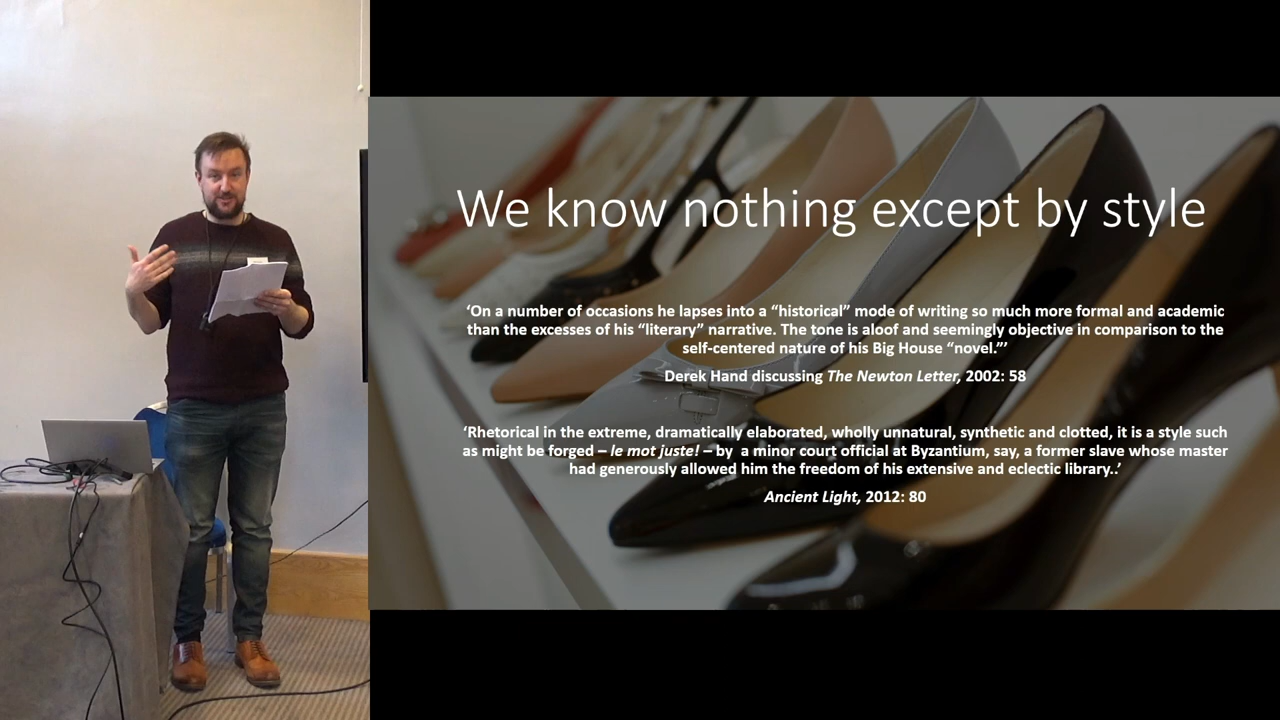 We know nothing except by style
‘On a number of occasions he lapses into a “historical” mode of writing so much more formal and academic
than the excesses of his “literary” narrative. The tone is aloof and seemingly objective in comparison to the
self-centered nature of his Big House “novel.”’
Derek Hand discussing The Newton Letter, 2002: 58
‘Rhetorical in the extreme, dramatically elaborated, wholly unnatural, synthetic and clotted, it is a style such
as might be forged – le mot juste! – by  a minor court official at Byzantium, say, a former slave whose master
had generously allowed him the freedom of his extensive and eclectic library..’
Ancient Light, 2012: 80